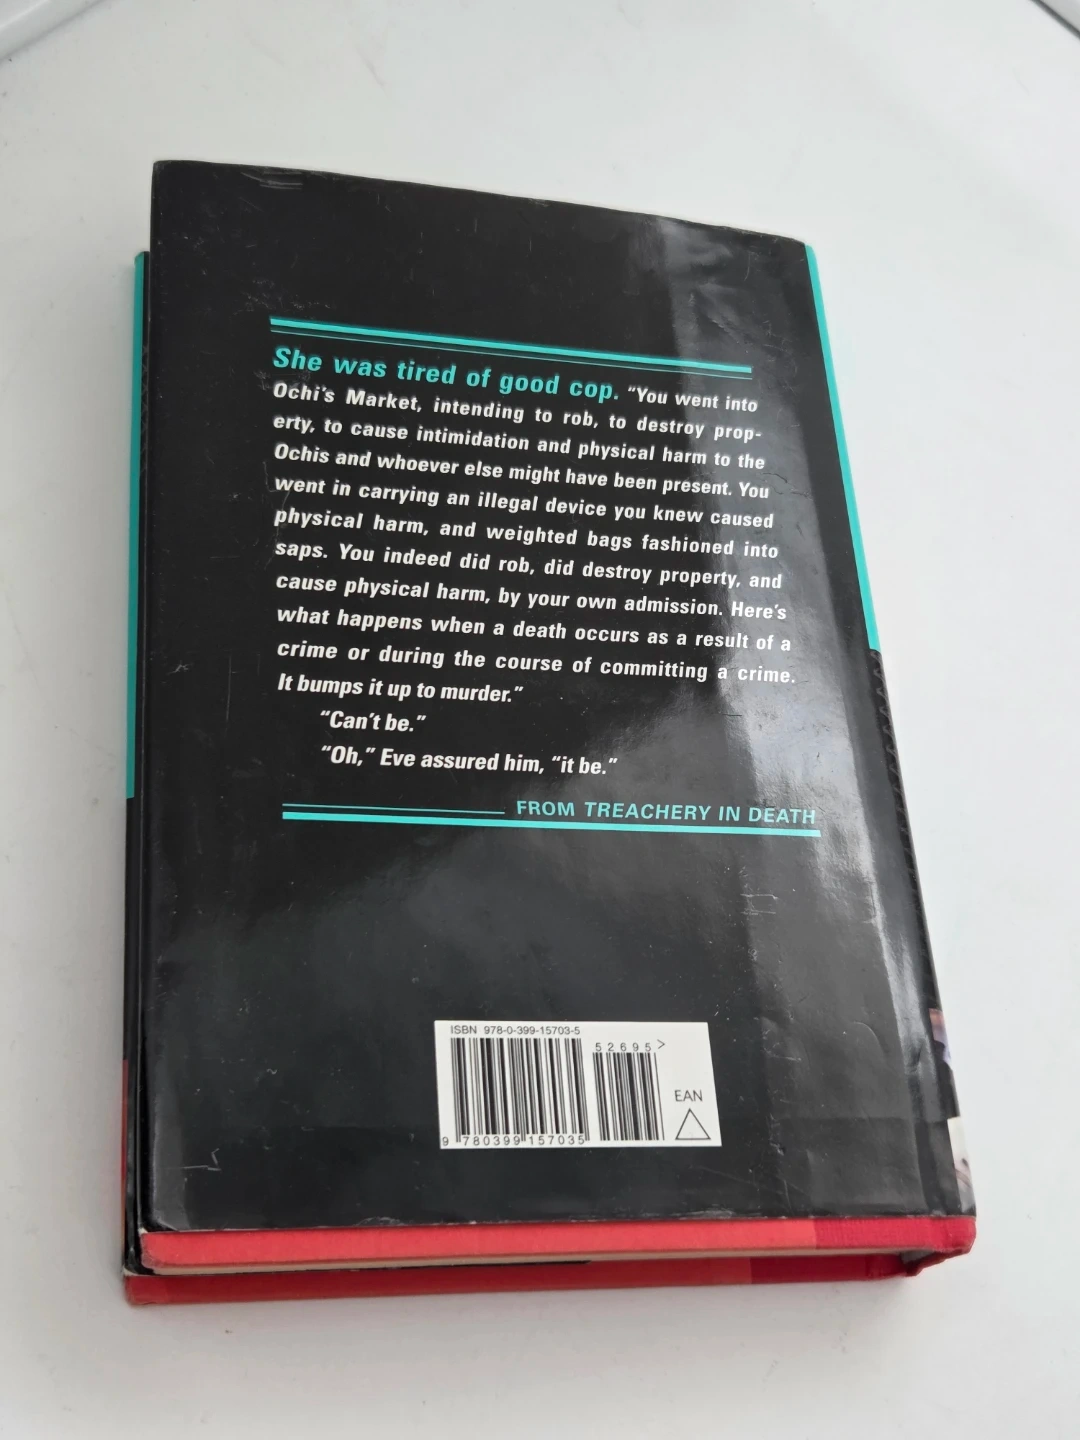 She was tired of good cop. “You went into
Ochi’s Market, intending to rob, to destroy prop-
erty, to cause intimidation and physical harm to the
Ochis and whoever else might have been present. You
went in carrying an illegal device you knew caused
physical harm, and weighted bags fashioned into
saps. You indeed did rob, did destroy property, and
cause physical harm, by your own admission. Here’s
what happens when a death occurs as a result of a
crime or during the course of committing a crime.
It bumps it up to murder.”
“Can’t be.”
“Oh,” Eve assured him, “it be.”
FROM TREACHERY IN DEATH
ISBN 978-0-399-15703-5
52695>
EAN
9 780399 157035